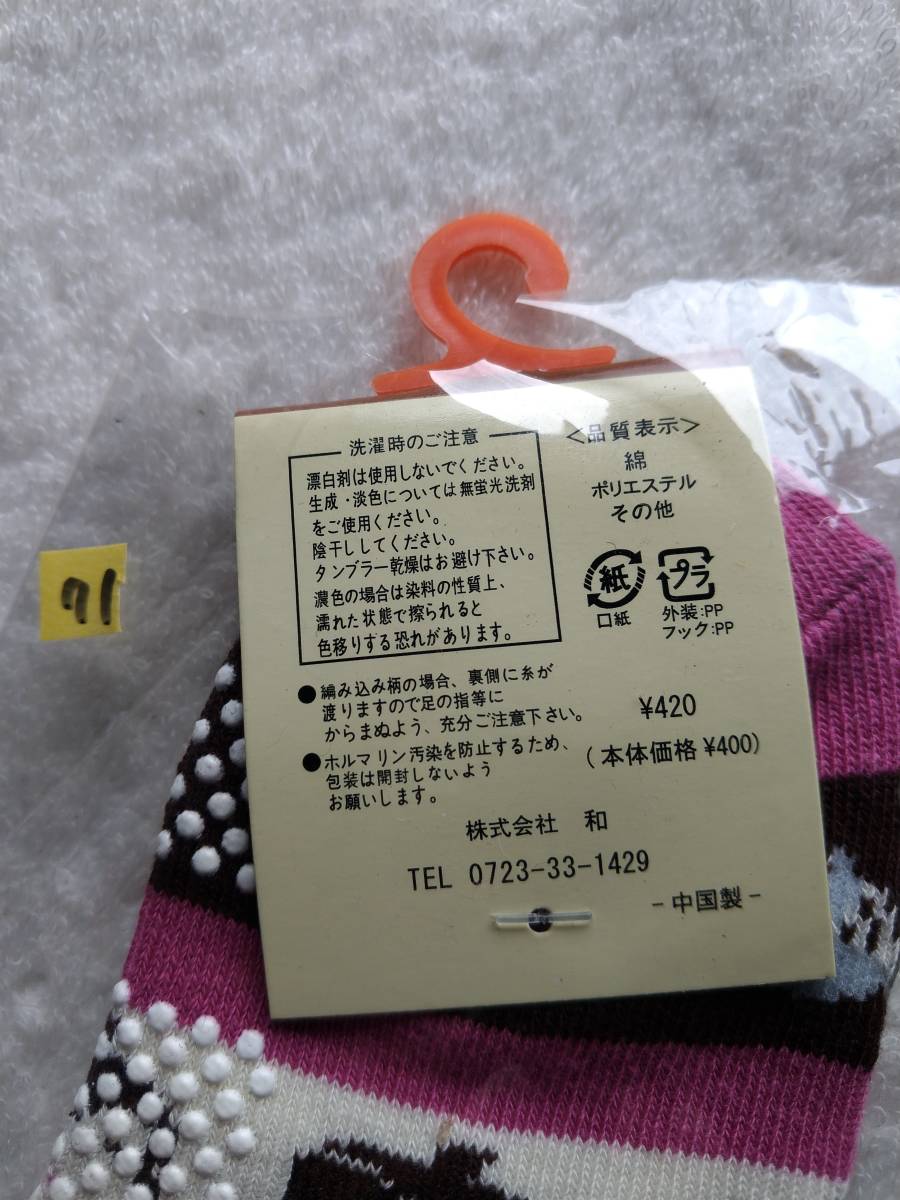 洗濯時のご注意
漂白剤は使用しないでください。
生成・淡色については無蛍光洗剤
をご使用ください。
陰干ししてください。
タンブラー乾燥はお避け下さい。
濃色の場合は染料の性質上、
濡れた状態で擦られると
色移りする恐れがあります。
●編み込み柄の場合、裏側に糸が
渡りますので足の指等に
からまぬよう、充分ご注意下さい。
●ホルマリン汚染を防止するため、
包装は開封しないよう
お願いします。
<品質表示>
綿
ポリエステル
その他
紙
口紙
プラ
外装:PP
フック:PP
¥420
(本体価格¥400)
株式会社 和
TEL 0723-33-1429
-中国製-
71